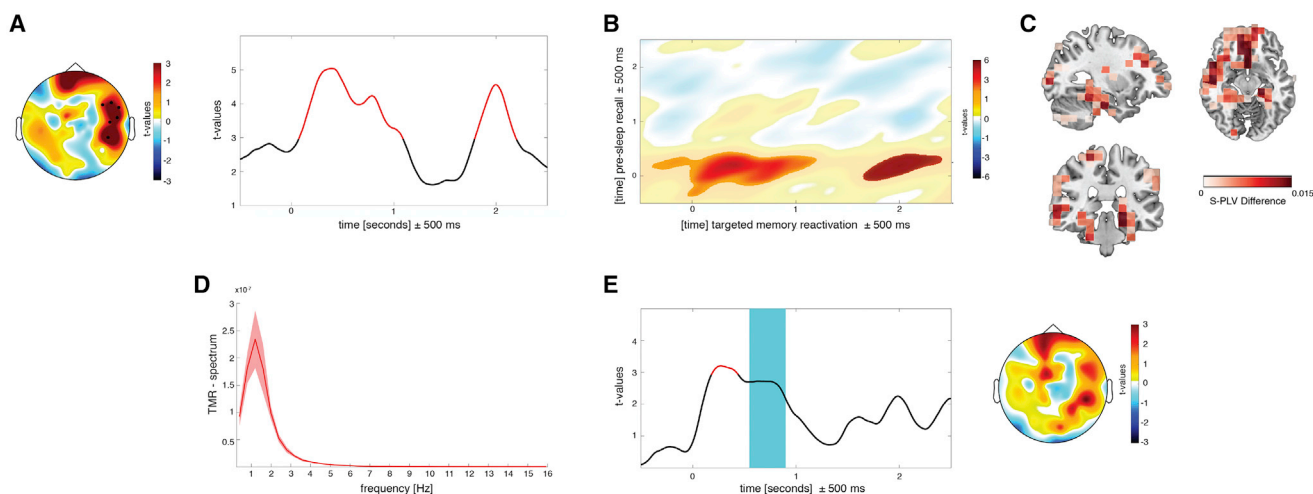 A
3
2
1
0
-1
-2
-3
t-values
5
4
3
2
1
t-values
0
1
2
time [seconds] ± 500 ms
B
2
1
0
[time] pre-sleep recall ± 500 ms
0
1
2
[time] targeted memory reactivation ± 500 ms
6
5
3
2
0
-2
-3
-5
-6
t-values
C
0
0.015
S-PLV Difference
D
x10⁻⁷
3
2.5
2
1.5
1
0.5
TMR - spectrum
1 2 3 4 5 6 7 8 9 10 11 12 13 14 15 16
frequency [Hz]
E
4
3
2
1
t-values
0
1
2
time [seconds] ± 500 ms
3
2
1
0
-1
-2
-3
t-values